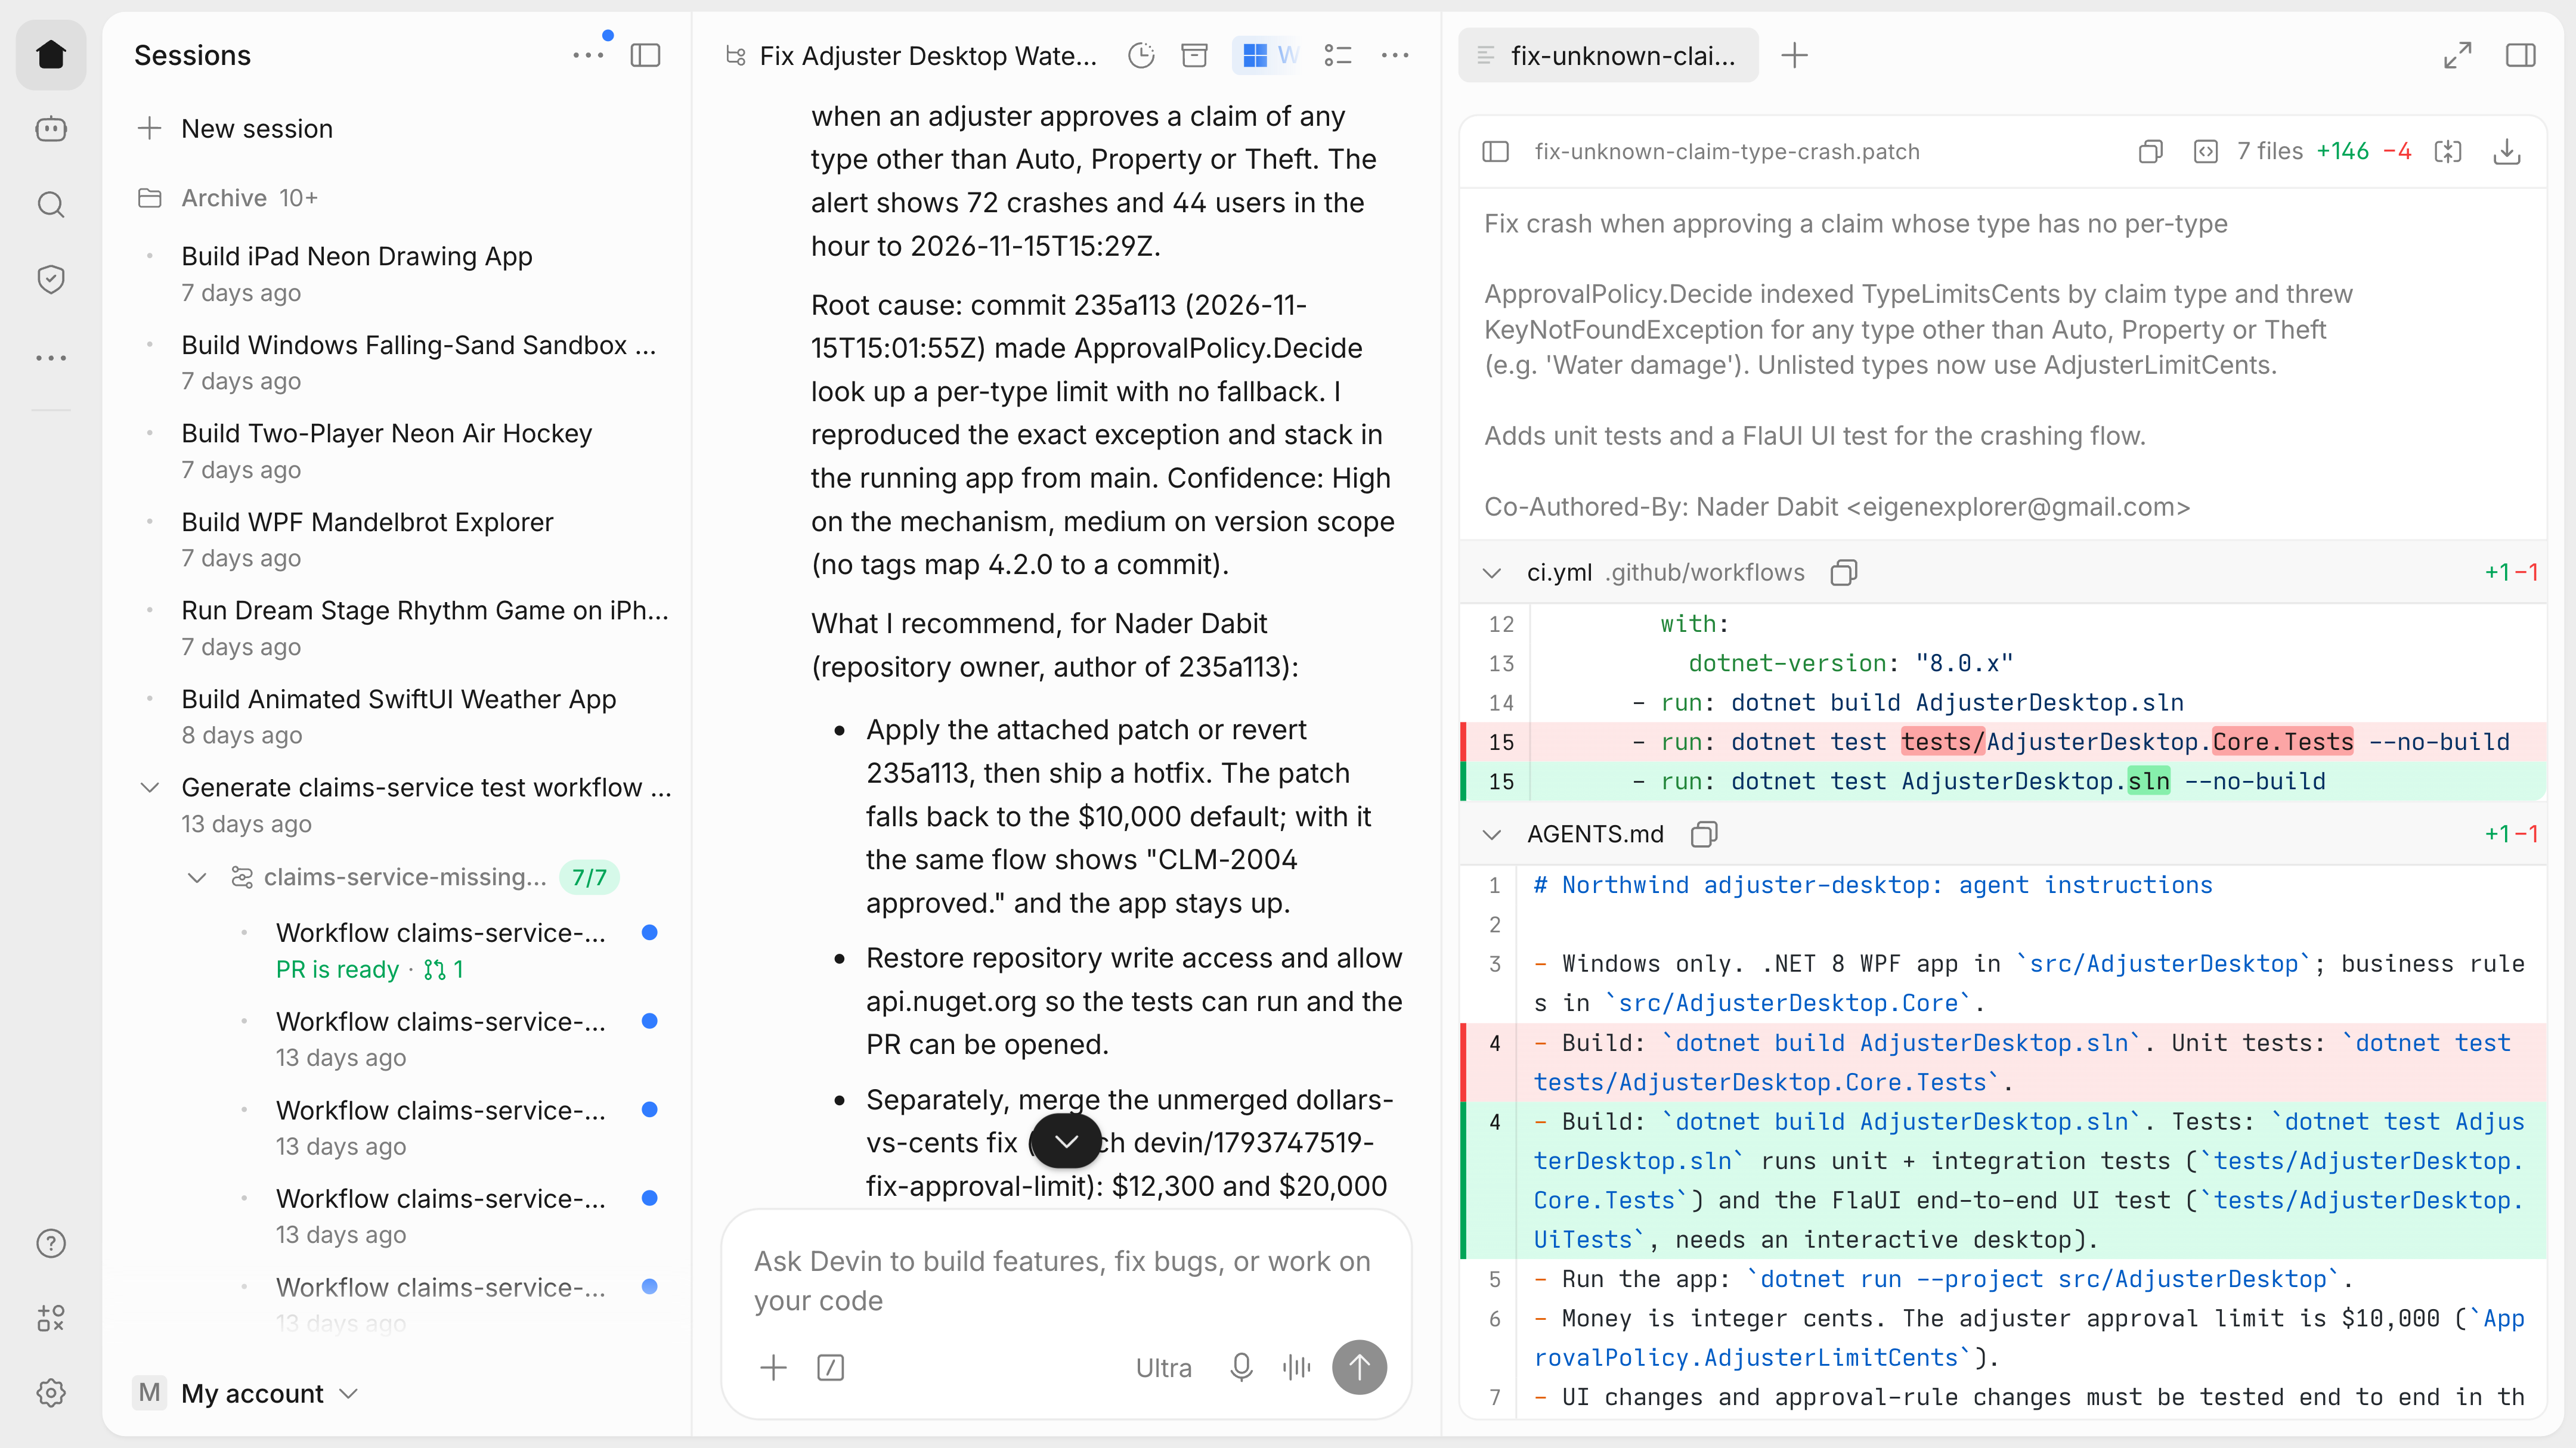 Sessions
New session
Archive 10+
Build iPad Neon Drawing App
7 days ago
Build Windows Falling-Sand Sandbox ...
7 days ago
Build Two-Player Neon Air Hockey
7 days ago
Build WPF Mandelbrot Explorer
7 days ago
Run Dream Stage Rhythm Game on iPh...
7 days ago
Build Animated SwiftUI Weather App
8 days ago
Generate claims-service test workflow ...
13 days ago
claims-service-missing... 7/7
Workflow claims-service-...
PR is ready · 1
Workflow claims-service-...
13 days ago
Workflow claims-service-...
13 days ago
Workflow claims-service-...
13 days ago
Workflow claims-service-...
13 days ago
M My account
Fix Adjuster Desktop Wate... W
when an adjuster approves a claim of any
type other than Auto, Property or Theft. The
alert shows 72 crashes and 44 users in the
hour to 2026-11-15T15:29Z.
Root cause: commit 235a113 (2026-11-
15T15:01:55Z) made ApprovalPolicy.Decide
look up a per-type limit with no fallback. I
reproduced the exact exception and stack in
the running app from main. Confidence: High
on the mechanism, medium on version scope
(no tags map 4.2.0 to a commit).
What I recommend, for Nader Dabit
(repository owner, author of 235a113):
• Apply the attached patch or revert
235a113, then ship a hotfix. The patch
falls back to the $10,000 default; with it
the same flow shows "CLM-2004
approved." and the app stays up.
• Restore repository write access and allow
api.nuget.org so the tests can run and the
PR can be opened.
• Separately, merge the unmerged dollars-
vs-cents fix ( ch devin/1793747519-
fix-approval-limit): $12,300 and $20,000
Ask Devin to build features, fix bugs, or work on
your code
Ultra
fix-unknown-clai...
fix-unknown-claim-type-crash.patch 7 files +146 −4
Fix crash when approving a claim whose type has no per-type
ApprovalPolicy.Decide indexed TypeLimitsCents by claim type and threw
KeyNotFoundException for any type other than Auto, Property or Theft
(e.g. 'Water damage'). Unlisted types now use AdjusterLimitCents.
Adds unit tests and a FlaUI UI test for the crashing flow.
Co-Authored-By: Nader Dabit <eigenexplorer@gmail.com>
ci.yml .github/workflows +1 −1
12 with:
13 dotnet-version: "8.0.x"
14 - run: dotnet build AdjusterDesktop.sln
15 - run: dotnet test tests/AdjusterDesktop.Core.Tests --no-build
15 - run: dotnet test AdjusterDesktop.sln --no-build
AGENTS.md +1 −1
1 # Northwind adjuster-desktop: agent instructions
2
3 - Windows only. .NET 8 WPF app in `src/AdjusterDesktop`; business rule
s in `src/AdjusterDesktop.Core`.
4 - Build: `dotnet build AdjusterDesktop.sln`. Unit tests: `dotnet test
tests/AdjusterDesktop.Core.Tests`.
4 - Build: `dotnet build AdjusterDesktop.sln`. Tests: `dotnet test Adjus
terDesktop.sln` runs unit + integration tests (`tests/AdjusterDesktop.
Core.Tests`) and the FlaUI end-to-end UI test (`tests/AdjusterDesktop.
UiTests`, needs an interactive desktop).
5 - Run the app: `dotnet run --project src/AdjusterDesktop`.
6 - Money is integer cents. The adjuster approval limit is $10,000 (`App
rovalPolicy.AdjusterLimitCents`).
7 - UI changes and approval-rule changes must be tested end to end in th